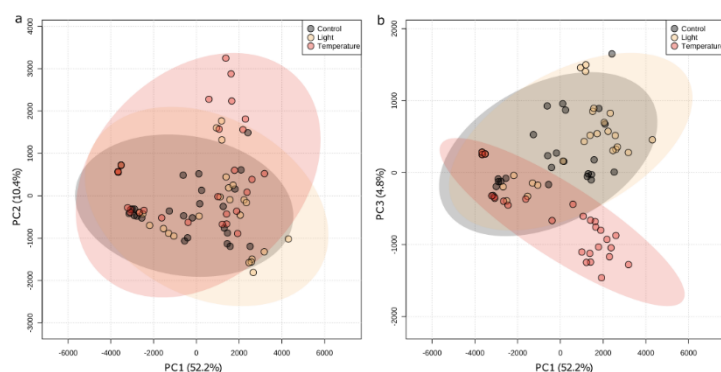 a
Control
Light
Temperature
4000
3000
2000
1000
0
-1000
-2000
-3000
PC2 (10.4%)
-6000 -4000 -2000 0 2000 4000 6000
PC1 (52.2%)
b
Control
Light
Temperature
2000
1000
0
-1000
-2000
PC3 (4.8%)
-6000 -4000 -2000 0 2000 4000 6000
PC1 (52.2%)